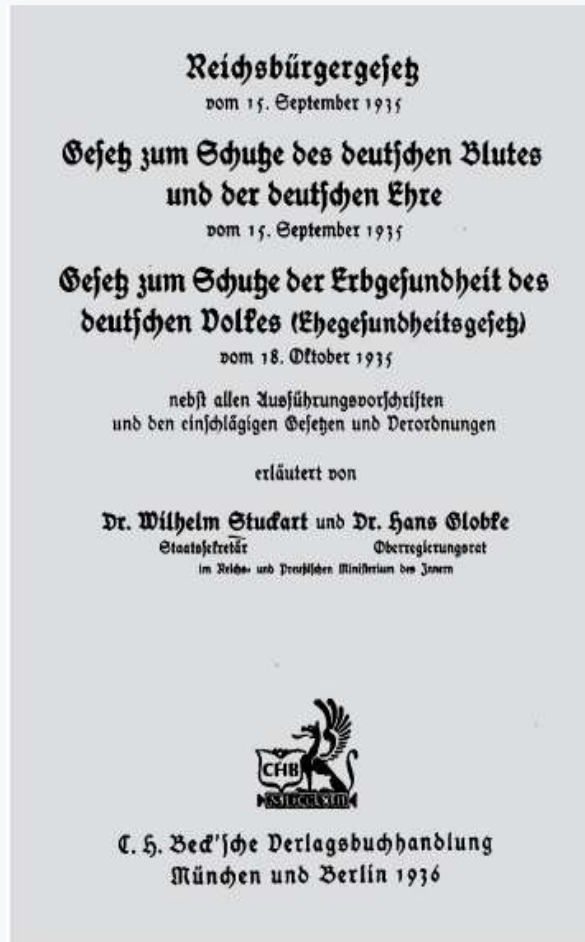 Reichsbürgergesetz
vom 15. September 1935
Gesetz zum Schutze des deutschen Blutes
und der deutschen Ehre
vom 15. September 1935
Gesetz zum Schutze der Erbgesundheit des
deutschen Volkes (Ehegesundheitsgesetz)
vom 18. Oktober 1935
nebst allen Ausführungsvorschriften
und den einschlägigen Gesetzen und Verordnungen
erläutert von
Dr. Wilhelm Stuckart und Dr. Hans Globke
Staatssekretär Oberregierungsrat
im Reichs- und Preußischen Ministerium des Innern
CHB
MDCCLXIII
C. H. Beck'sche Verlagsbuchhandlung
München und Berlin 1936